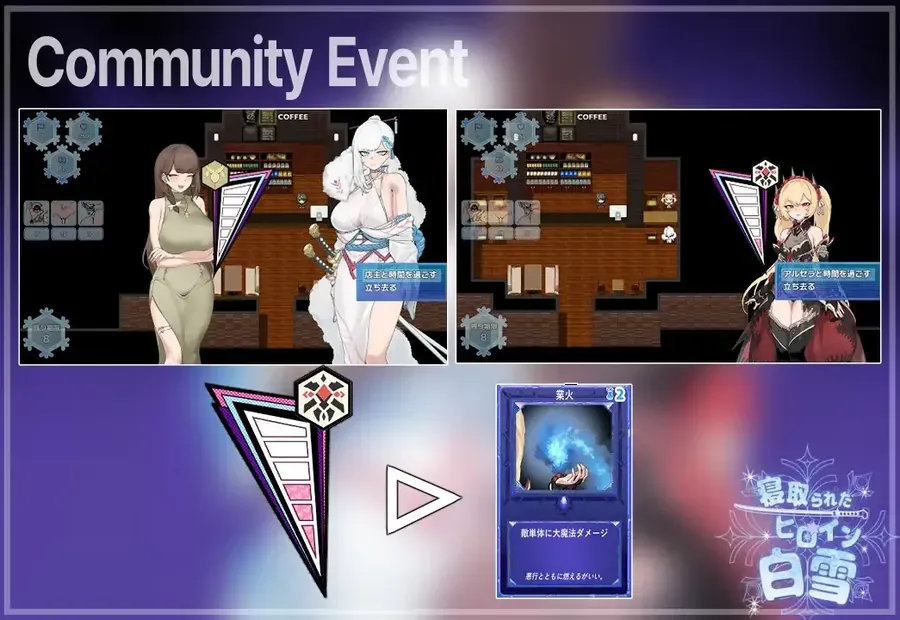 Community Event
COFFEE
店主と時間を過ごす
立ち去る
8
COFFEE
アルゼラと時間を過ごす
立ち去る
8
業火
2
敵単体に大魔法ダメージ
悪行とともに燃えるがいい。
寝取られた
ヒロイン
白雪